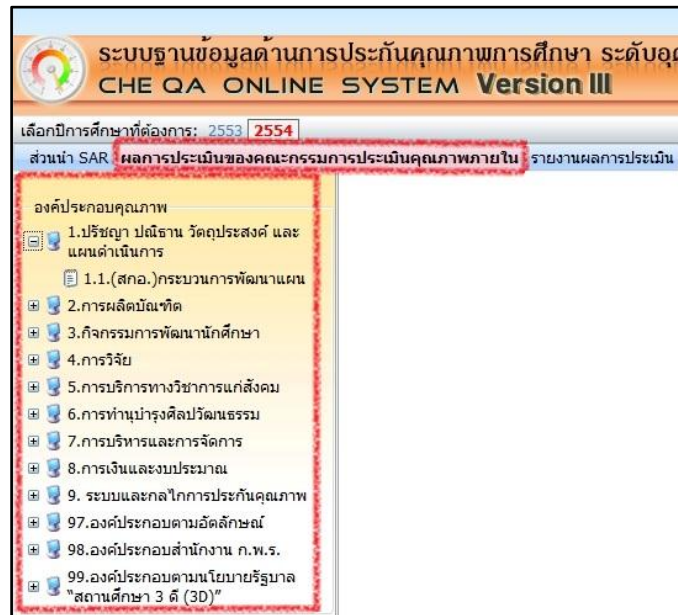 ระบบฐานข้อมูลด้านการประกันคุณภาพการศึกษา ระดับอุด
CHE QA ONLINE SYSTEM Version III
เลือกปีการศึกษาที่ต้องการ: 2553 2554
ส่วนนำ SAR ผลการประเมินของคณะกรรมการประเมินคุณภาพภายใน รายงานผลการประเมิน
องค์ประกอบคุณภาพ
1.ปรัชญา ปณิธาน วัตถุประสงค์ และ
แผนดำเนินการ
1.1.(สกอ.)กระบวนการพัฒนาแผน
2.การผลิตบัณฑิต
3.กิจกรรมการพัฒนานักศึกษา
4.การวิจัย
5.การบริการทางวิชาการแก่สังคม
6.การทำนุบำรุงศิลปวัฒนธรรม
7.การบริหารและการจัดการ
8.การเงินและงบประมาณ
9. ระบบและกลไกการประกันคุณภาพ
97.องค์ประกอบตามอัตลักษณ์
98.องค์ประกอบสำนักงาน ก.พ.ร.
99.องค์ประกอบตามนโยบายรัฐบาล
"สถานศึกษา 3 ดี (3D)"